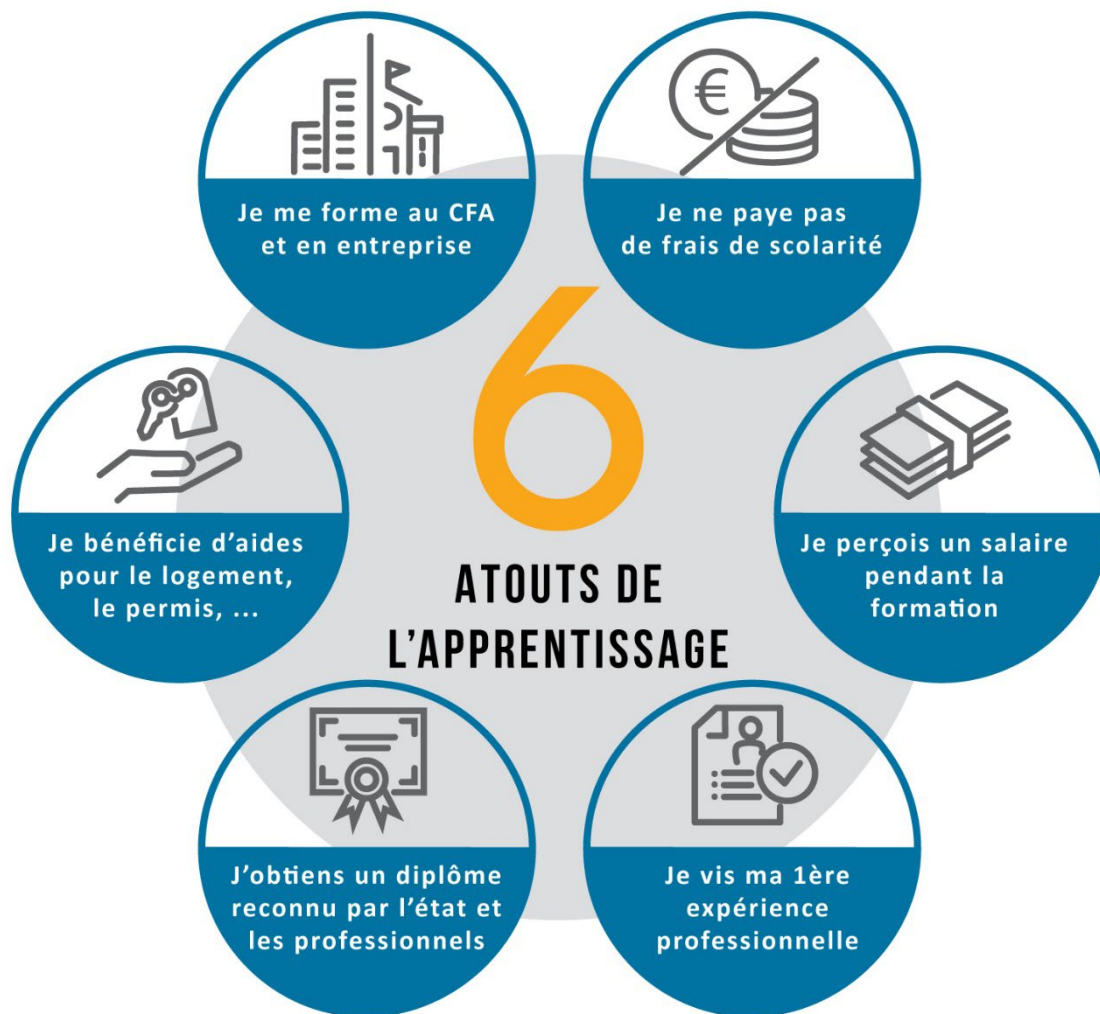 Je me forme au CFA
et en entreprise
€
Je ne paye pas
de frais de scolarité
6
ATOUTS DE
L'APPRENTISSAGE
Je bénéficie d'aides
pour le logement,
le permis, ...
Je perçois un salaire
pendant la
formation
J'obtiens un diplôme
reconnu par l'état et
les professionnels
Je vis ma 1ère
expérience
professionnelle